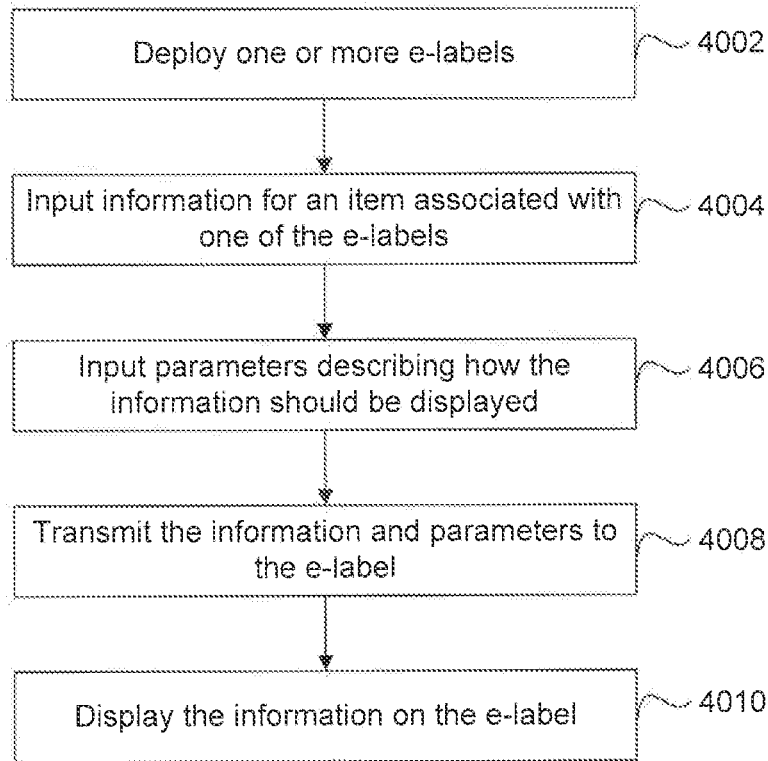 Deploy one or more e-labels
4002
Input information for an item associated with
one of the e-labels
4004
Input parameters describing how the
information should be displayed
4006
Transmit the information and parameters to
the e-label
4008
Display the information on the e-label
4010